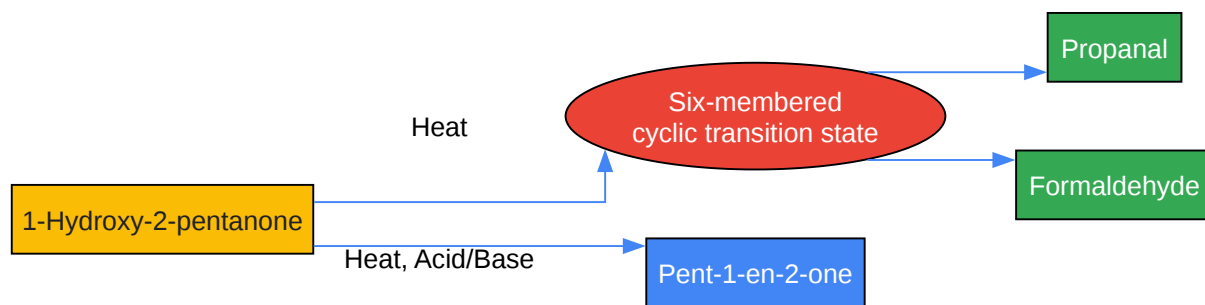 Propanal
Six-membered
cyclic transition state
Heat
Formaldehyde
1-Hydroxy-2-pentanone
Heat, Acid/Base
Pent-1-en-2-one